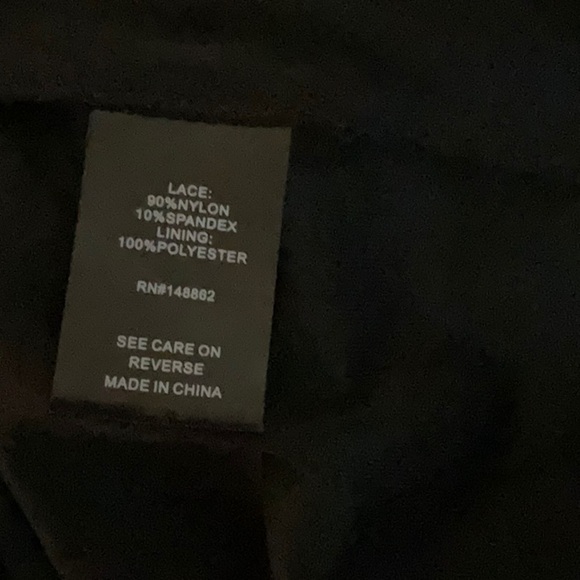 LACE:
90%NYLON
10%SPANDEX
LINING:
100%POLYESTER
RN#148862
SEE CARE ON
REVERSE
MADE IN CHINA